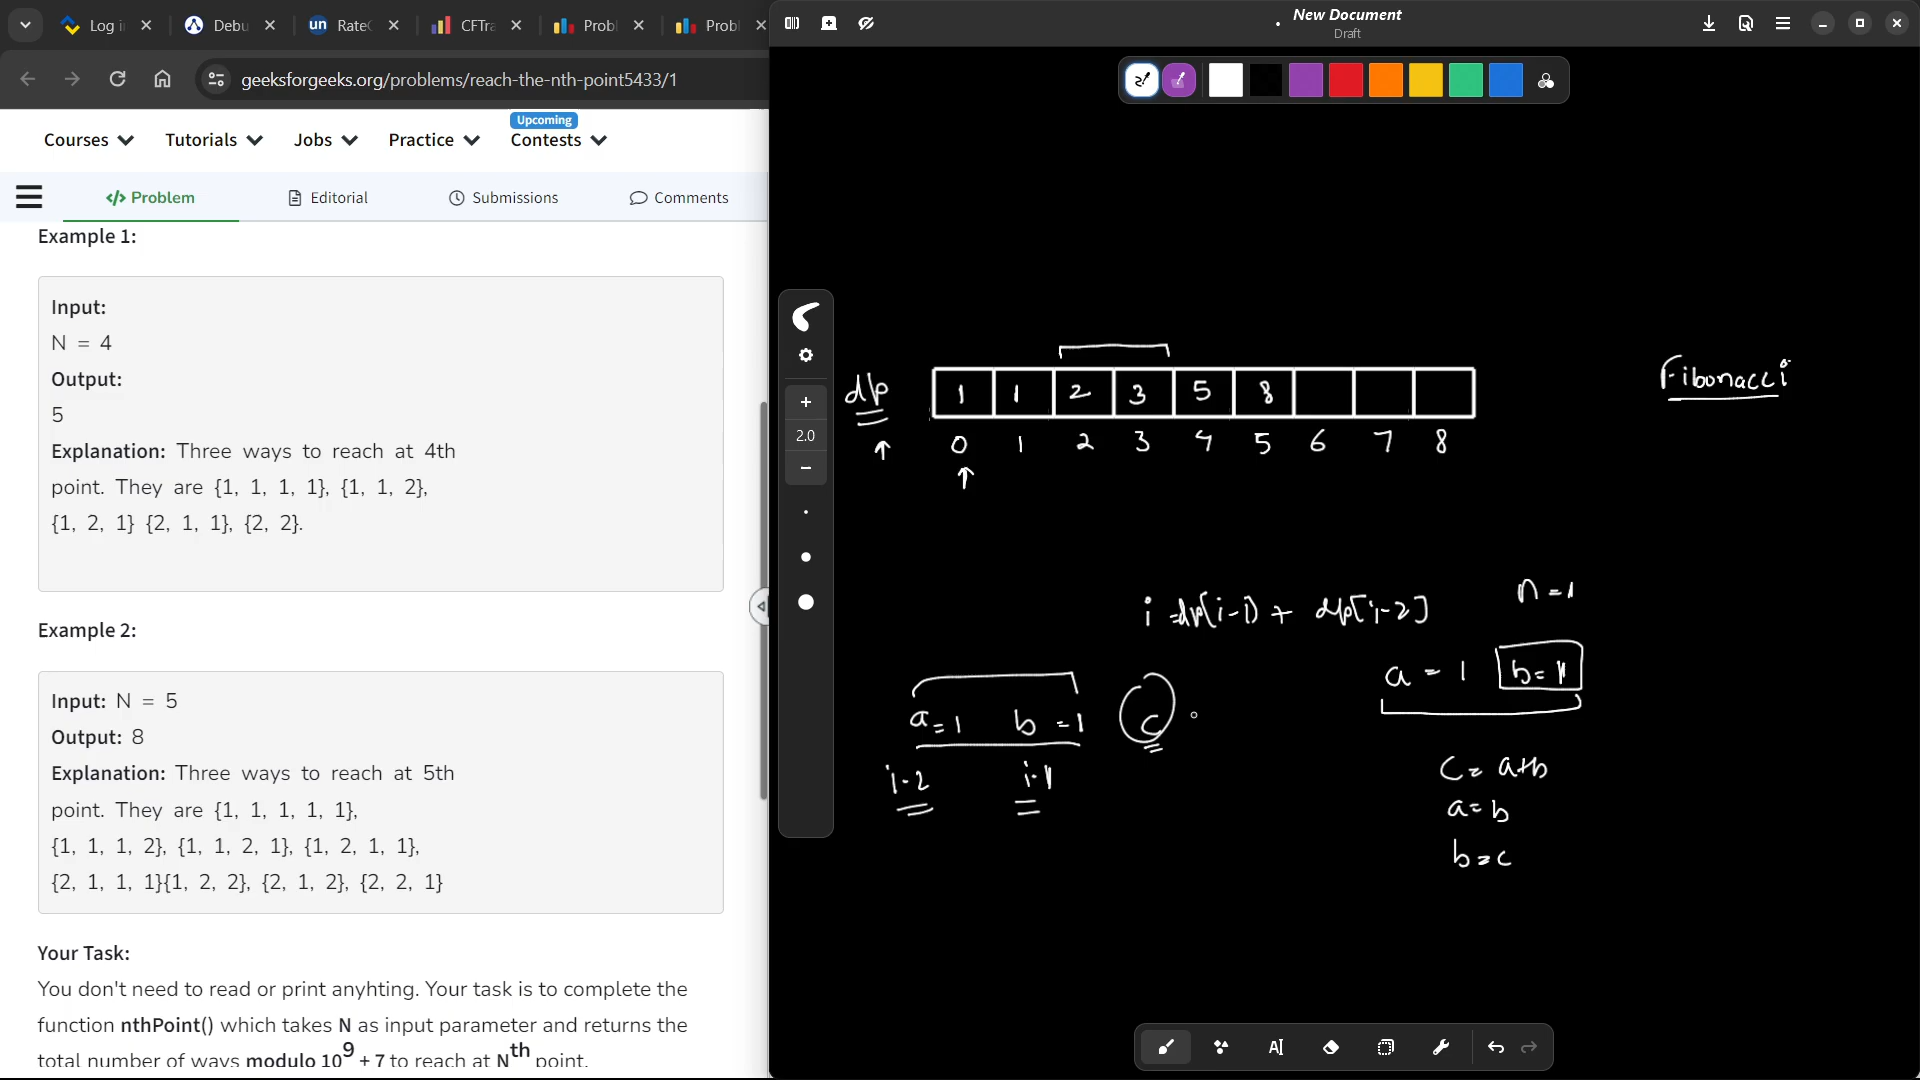 Log i
Debu
un Rate
CFTra
Probl
Probl
New Document
Draft
geeksforgeeks.org/problems/reach-the-nth-point5433/1
Upcoming
Courses Tutorials Jobs Practice Contests
</> Problem Editorial Submissions Comments
Example 1:
Input:
N = 4
Output:
5
Explanation: Three ways to reach at 4th
point. They are {1, 1, 1, 1}, {1, 1, 2},
{1, 2, 1} {2, 1, 1}, {2, 2}.
Example 2:
Input: N = 5
Output: 8
Explanation: Three ways to reach at 5th
point. They are {1, 1, 1, 1, 1},
{1, 1, 1, 2}, {1, 1, 2, 1}, {1, 2, 1, 1},
{2, 1, 1, 1}{1, 2, 2}, {2, 1, 2}, {2, 2, 1}
Your Task:
You don't need to read or print anyhting. Your task is to complete the
function nthPoint() which takes N as input parameter and returns the
total number of ways modulo 10^9 + 7 to reach at N^th point.
+
2.0
−
dp 1 1 2 3 5 8
0 1 2 3 4 5 6 7 8
Fibonacci
i = dp[i-1) + dp[i-2]
n = 1
a = 1 b = 1
a = 1 b = 1 c
i-2 i-1
c = a+b
a = b
b = c
AI